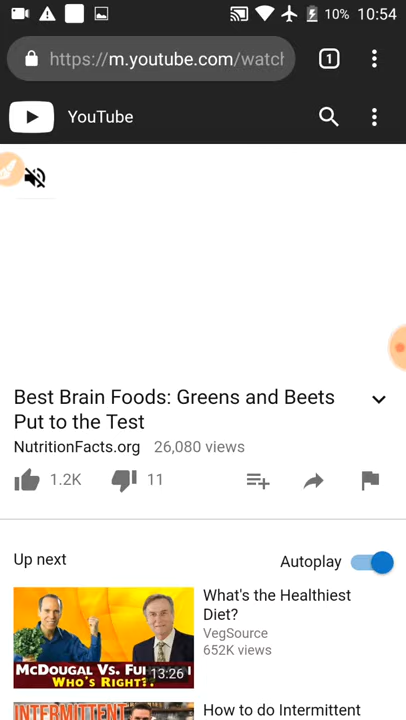 10% 10:54
https://m.youtube.com/watch
1
YouTube
Best Brain Foods: Greens and Beets
Put to the Test
NutritionFacts.org 26,080 views
1.2K 11
Up next
Autoplay
What's the Healthiest
Diet?
VegSource
652K views
McDougall Vs. Fu
Who's Right?
13:26
How to do Intermittent
INTERMITTENT